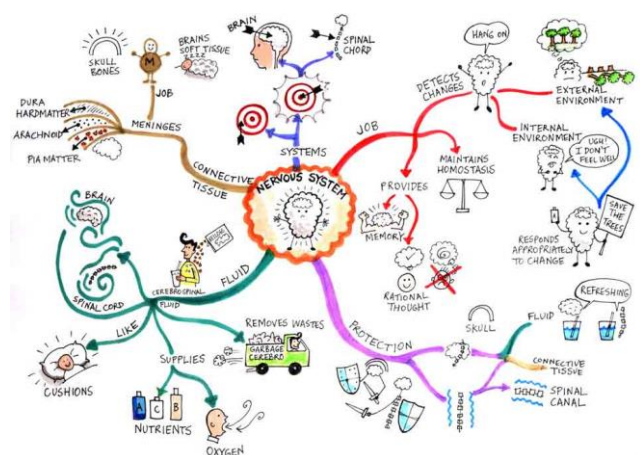 NERVOUS SYSTEM
CONNECTIVE
TISSUE
MENINGES
JOB
M
SKULL
BONES
BRAINS
SOFT TISSUE
DURA
HARDMATTER
ARACHNOID
PIA MATTER
SYSTEMS
BRAIN
SPINAL
CHORD
JOB
DETECTS
CHANGES
HANG ON
EXTERNAL
ENVIRONMENT
INTERNAL
ENVIRONMENT
UGH!
I DON'T
FEEL WELL
SAVE
THE
TREES
RESPONDS
APPROPRIATELY
TO CHANGE
MAINTAINS
HOMOSTASIS
PROVIDES
MEMORY
RATIONAL
THOUGHT
PROTECTION
SKULL
FLUID
REFRESHING
CONNECTIVE
TISSUE
SPINAL
CANAL
FLUID
CEREBROSPINAL
FLUID
BRAIN
SPINAL CORD
LIKE
CUSHIONS
SUPPLIES
A
C
B
NUTRIENTS
OXYGEN
REMOVES WASTES
GARBAGE
CEREBRO